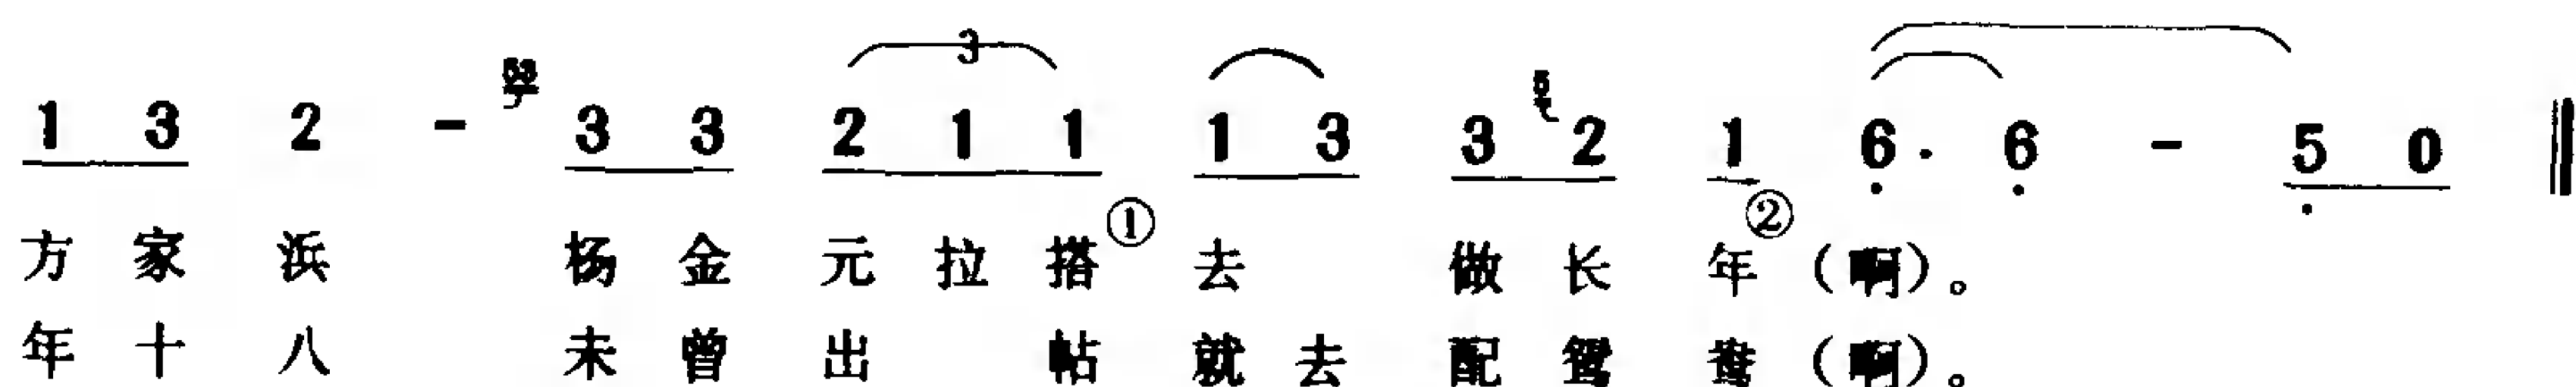 3
1 3 2 - 3 3 2 1 1 1 3 3 2 1 6. 6 - 5 0
方家浜 杨金元拉搭①去 做长年②(啊)。
年十八 未曾出 帖就去配鸳鸯(啊)。